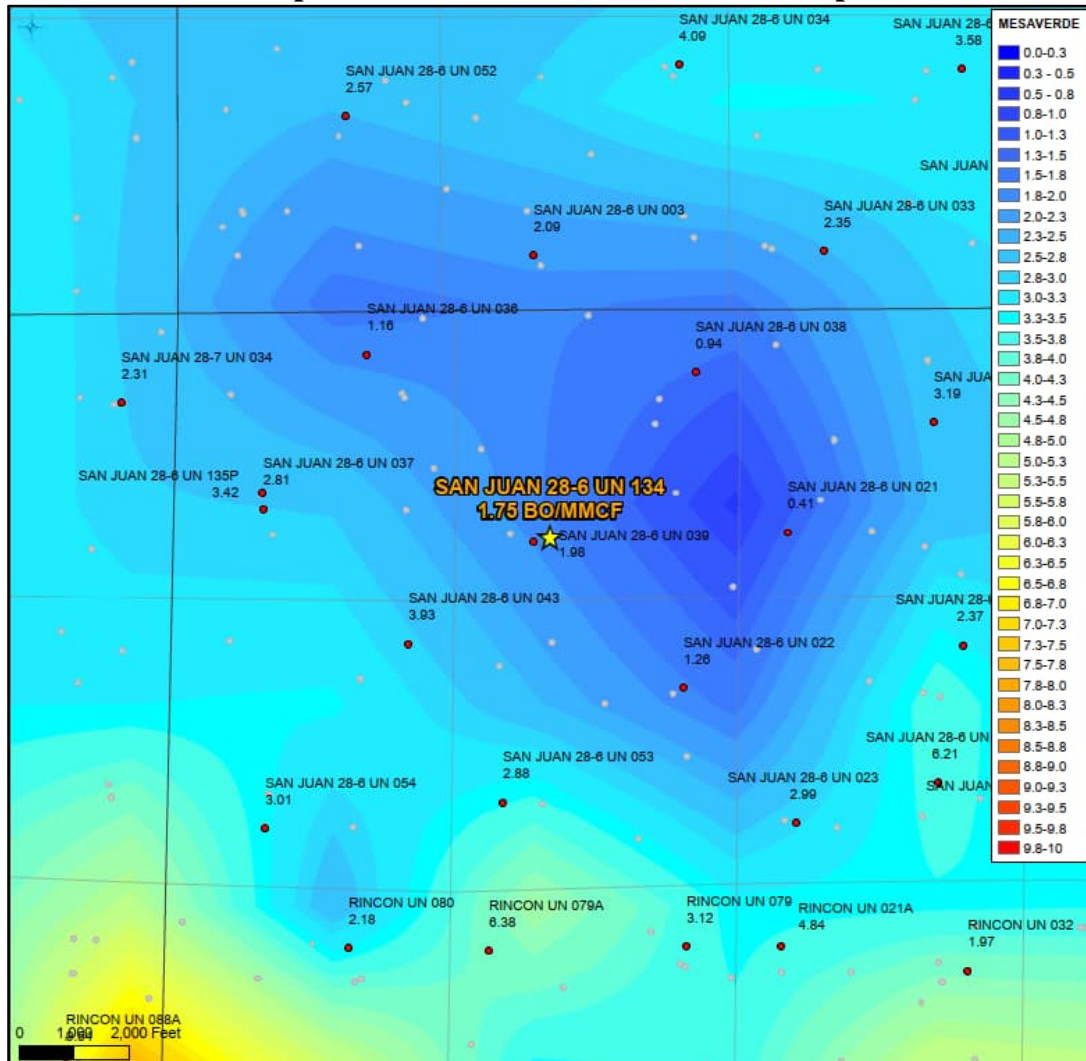 SAN JUAN 28-6 UN 034
4.09
SAN JUAN 28-6
3.58
SAN JUAN 28-6 UN 052
2.57
SAN JUAN
SAN JUAN 28-6 UN 003
2.09
SAN JUAN 28-6 UN 033
2.35
SAN JUAN 28-6 UN 036
1.16
SAN JUAN 28-6 UN 038
0.94
SAN JUAN 28-7 UN 034
2.31
SAN JUA
3.19
SAN JUAN 28-6 UN 135P
3.42
SAN JUAN 28-6 UN 037
2.81
SAN JUAN 28-6 UN 134
1.75 BO/MMCF
SAN JUAN 28-6 UN 021
0.41
SAN JUAN 28-6 UN 039
1.98
SAN JUAN 28-6 UN 043
3.93
SAN JUAN 28-6
2.37
SAN JUAN 28-6 UN 022
1.26
SAN JUAN 28-6 UN
6.21
SAN JUAN 28-6 UN 053
2.88
SAN JUAN 28-6 UN 054
3.01
SAN JUAN 28-6 UN 023
2.99
SAN JUAN
RINCON UN 080
2.18
RINCON UN 079A
6.38
RINCON UN 079
3.12
RINCON UN 021A
4.84
RINCON UN 032
1.97
RINCON UN 088A
0 1,000 2,000 Feet
MESAVERDE
0.0-0.3
0.3 - 0.5
0.5 - 0.8
0.8-1.0
1.0-1.3
1.3-1.5
1.5-1.8
1.8-2.0
2.0-2.3
2.3-2.5
2.5-2.8
2.8-3.0
3.0-3.3
3.3-3.5
3.5-3.8
3.8-4.0
4.0-4.3
4.3-4.5
4.5-4.8
4.8-5.0
5.0-5.3
5.3-5.5
5.5-5.8
5.8-6.0
6.0-6.3
6.3-6.5
6.5-6.8
6.8-7.0
7.0-7.3
7.3-7.5
7.5-7.8
7.8-8.0
8.0-8.3
8.3-8.5
8.5-8.8
8.8-9.0
9.0-9.3
9.3-9.5
9.5-9.8
9.8-10